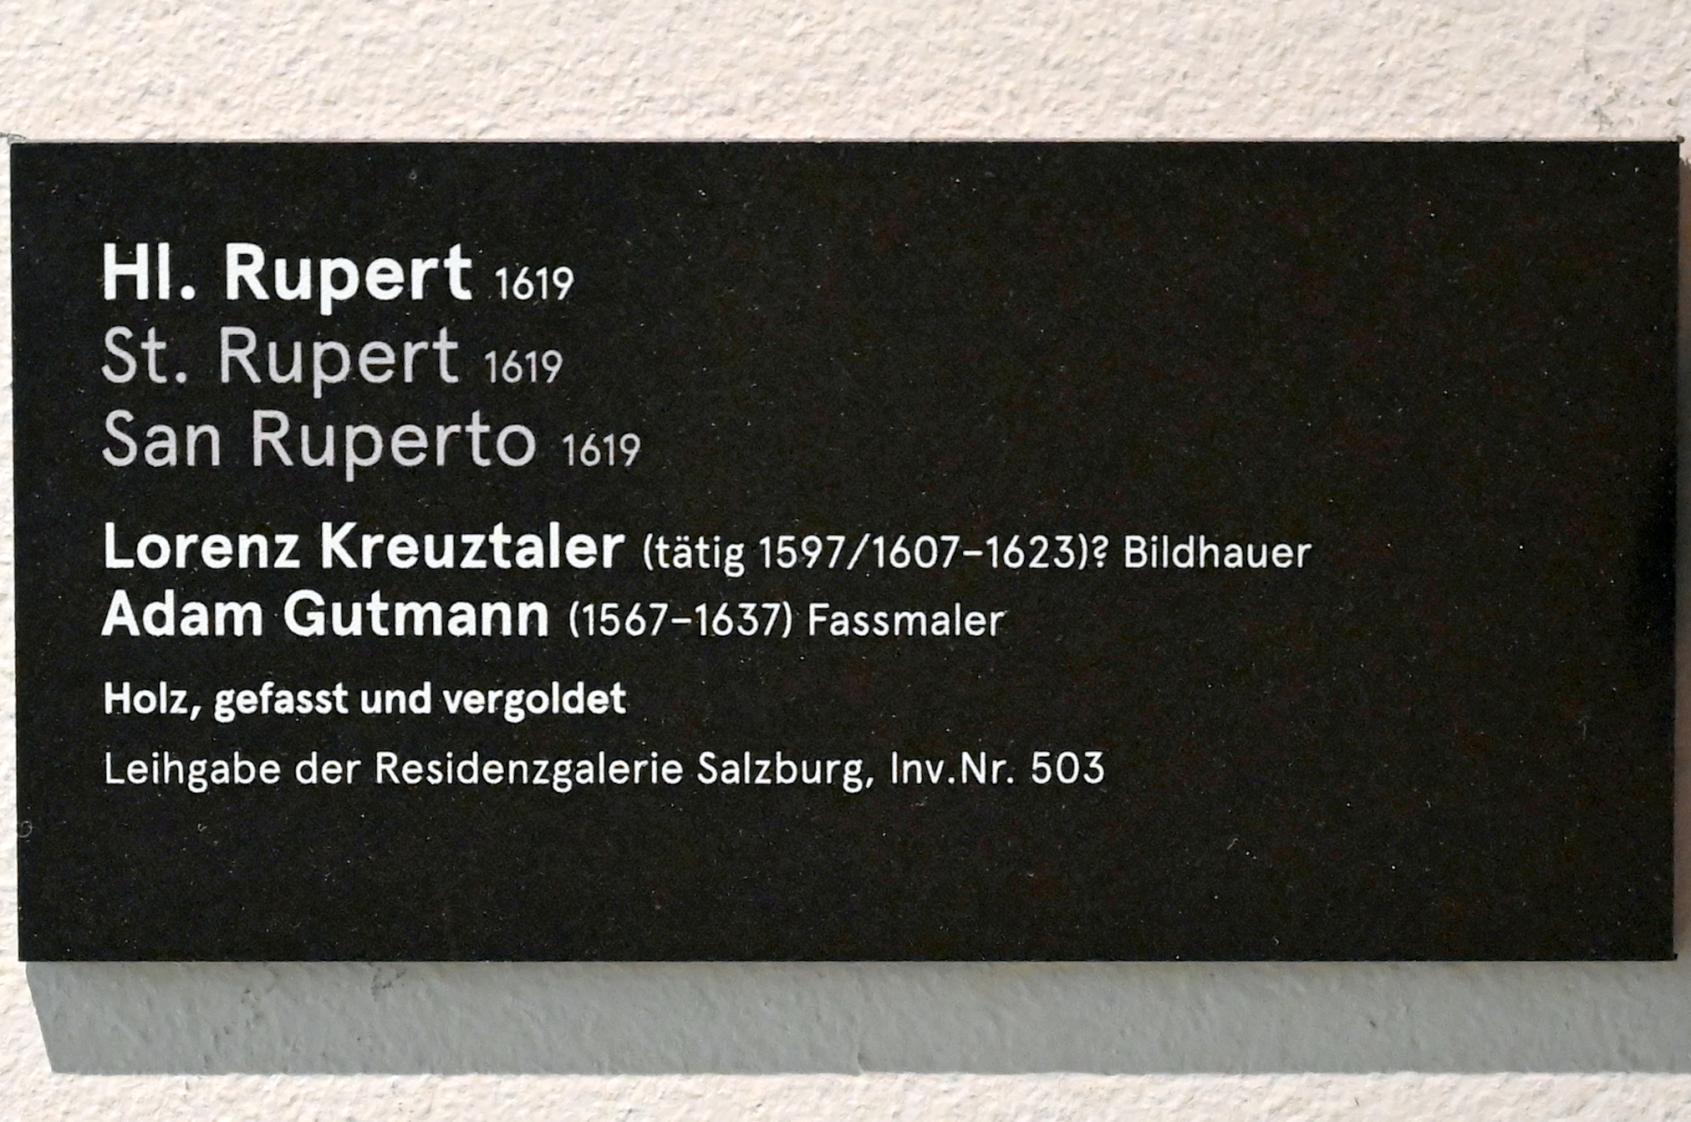 Hl. Rupert 1619
St. Rupert 1619
San Ruperto 1619
Lorenz Kreuztaler (tätig 1597/1607–1623)? Bildhauer
Adam Gutmann (1567–1637) Fassmaler
Holz, gefasst und vergoldet
Leihgabe der Residenzgalerie Salzburg, Inv.Nr. 503